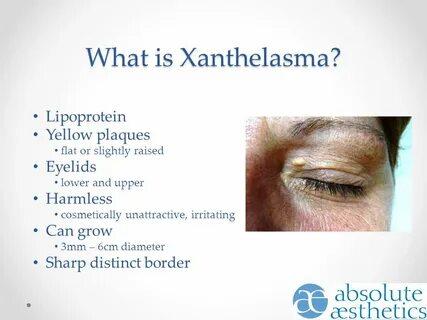 What is Xanthelasma?
• Lipoprotein
• Yellow plaques
• flat or slightly raised
• Eyelids
• lower and upper
• Harmless
• cosmetically unattractive, irritating
• Can grow
• 3mm – 6cm diameter
• Sharp distinct border
æ absolute
æsthetics